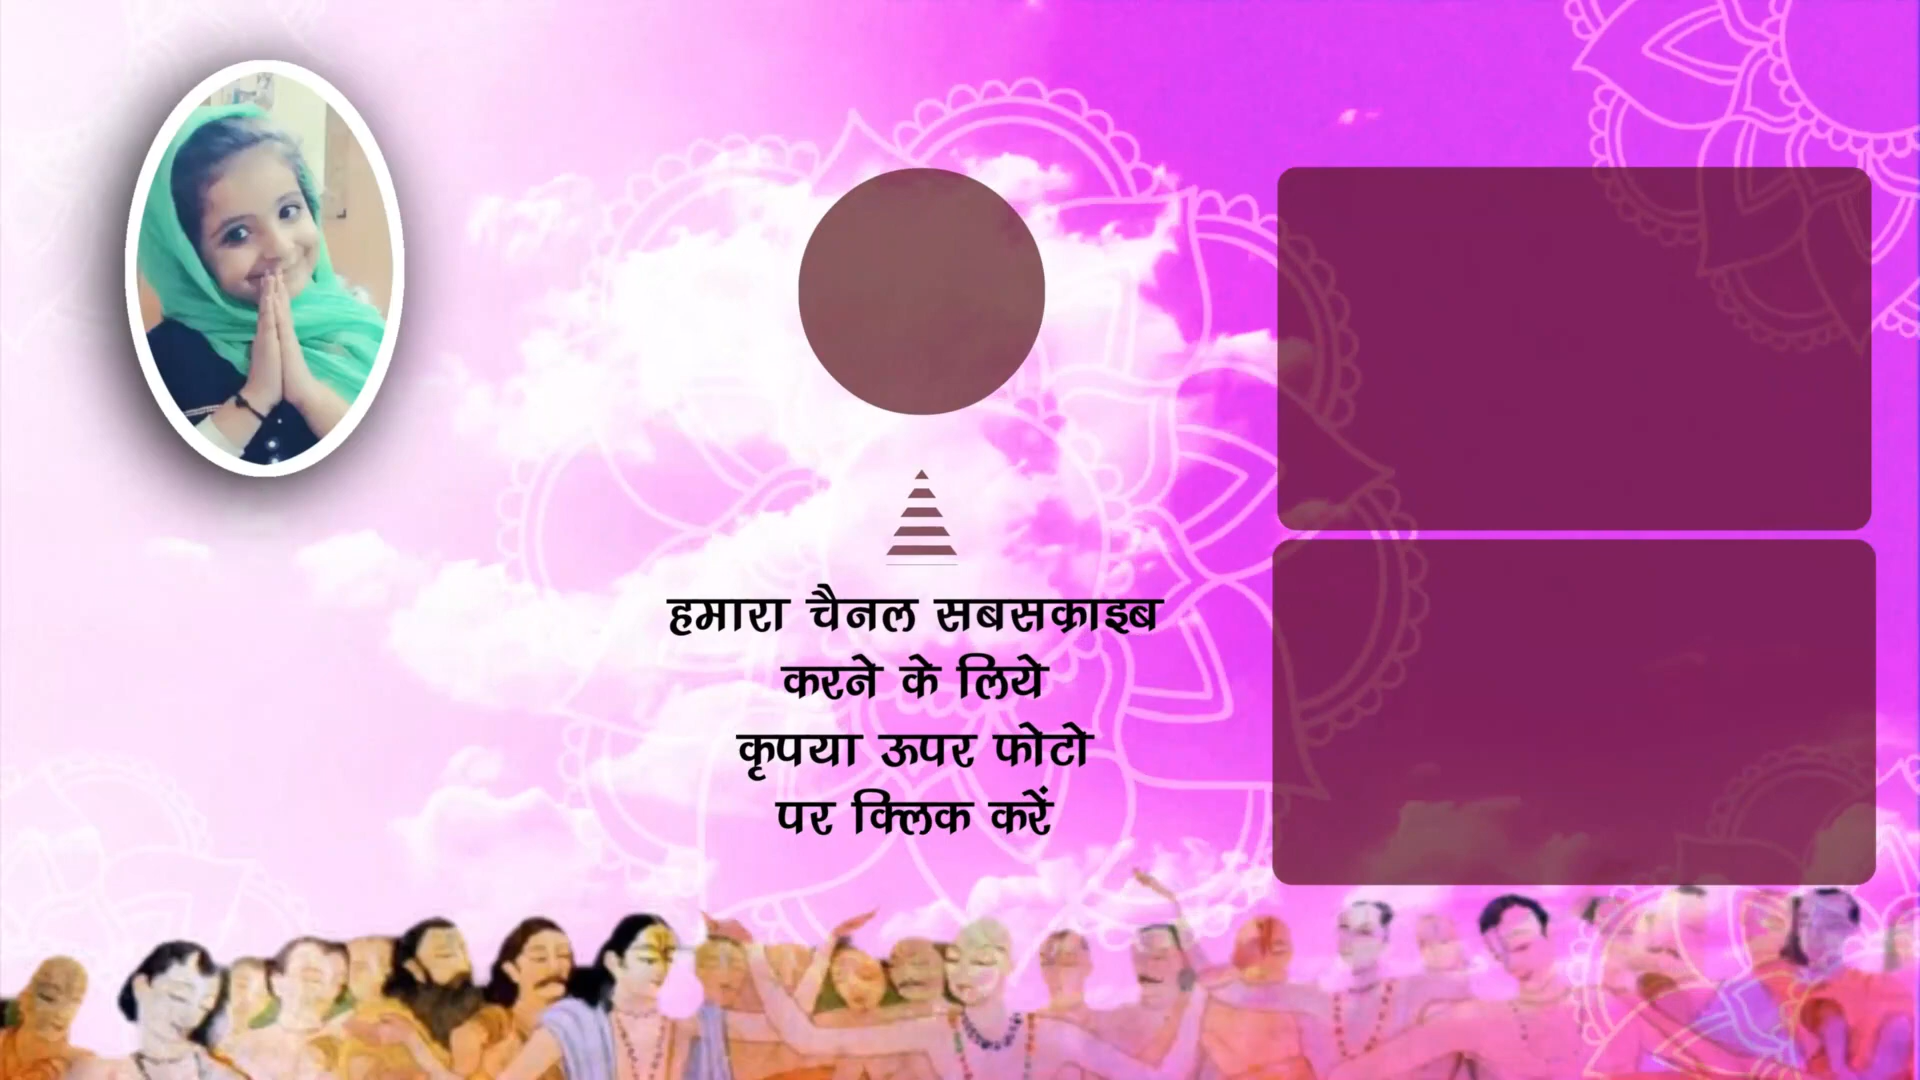 हमारा चैनल सबसक्राइब
करने के लिये
कृपया ऊपर फोटो
पर क्लिक करें